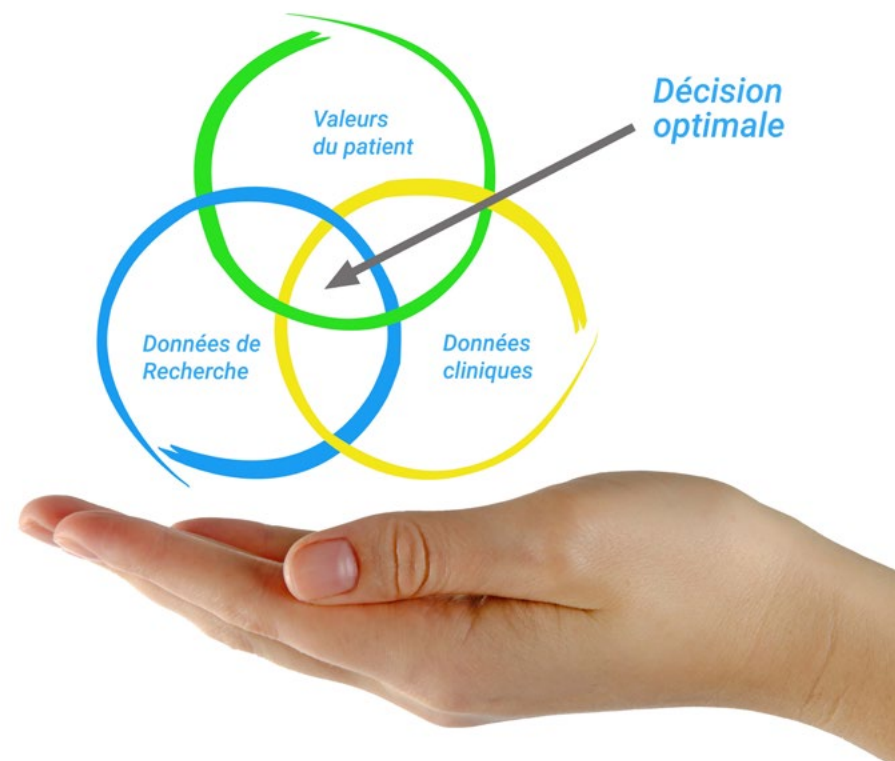 Valeurs
du patient
Décision
optimale
Données de
Recherche
Données
cliniques